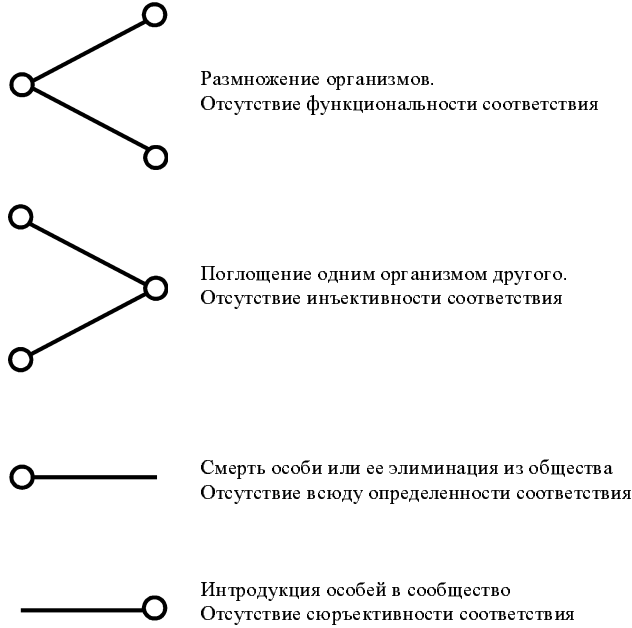 Размножение организмов.
Отсутствие функциональности соответствия
Поглощение одним организмом другого.
Отсутствие инъективности соответствия
Смерть особи или ее элиминация из общества
Отсутствие всюду определенности соответствия
Интродукция особей в сообщество
Отсутствие сюръективности соответствия